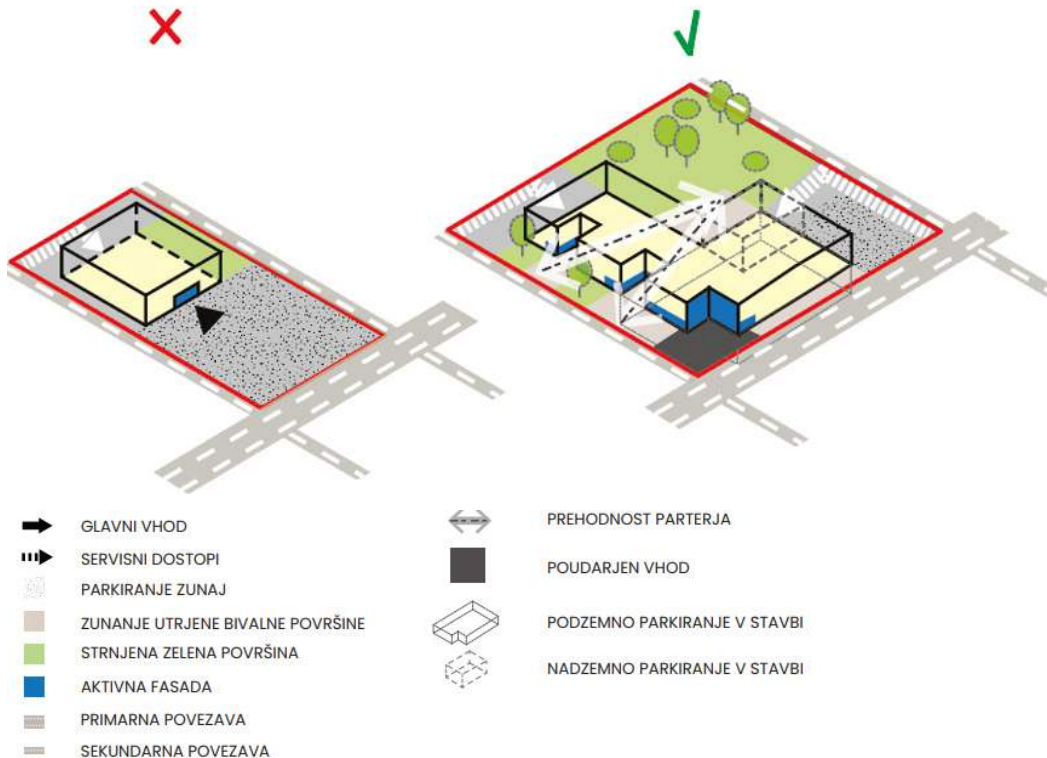 GLAVNI VHOD
SERVISNI DOSTOPI
PARKIRANJE ZUNAJ
ZUNANJE UTRJENE BIVALNE POVRŠINE
STRNJENA ZELENA POVRŠINA
AKTIVNA FASADA
PRIMARNA POVEZAVA
SEKUNDARNA POVEZAVA
PREHODNOST PARTERJA
POUDARJEN VHOD
PODZEMNO PARKIRANJE V STAVBI
NADZEMNO PARKIRANJE V STAVBI